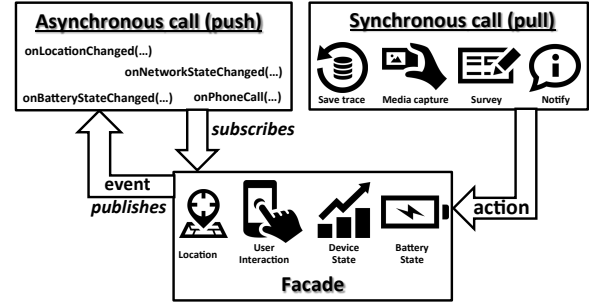 Asynchronous call (push)
onLocationChanged(...)
onNetworkStateChanged(...)
onBatteryStateChanged(...) onPhoneCall(...)
Synchronous call (pull)
Save trace Media capture Survey Notify
subscribes
event
publishes
action
Location User Interaction Device State Battery State
Facade